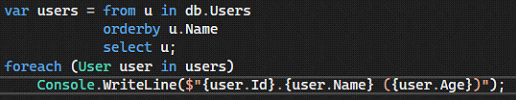 var users = from u in db.Users
            orderby u.Name
            select u;
foreach (User user in users)
    Console.WriteLine($"{user.Id}.{user.Name} ({user.Age})");